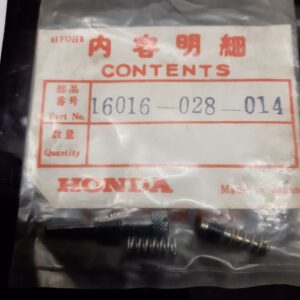 内容明細
CONTENTS
部品
番号
Part No.
16016-028-014
数量
Quantity
HONDA
Made in Japan